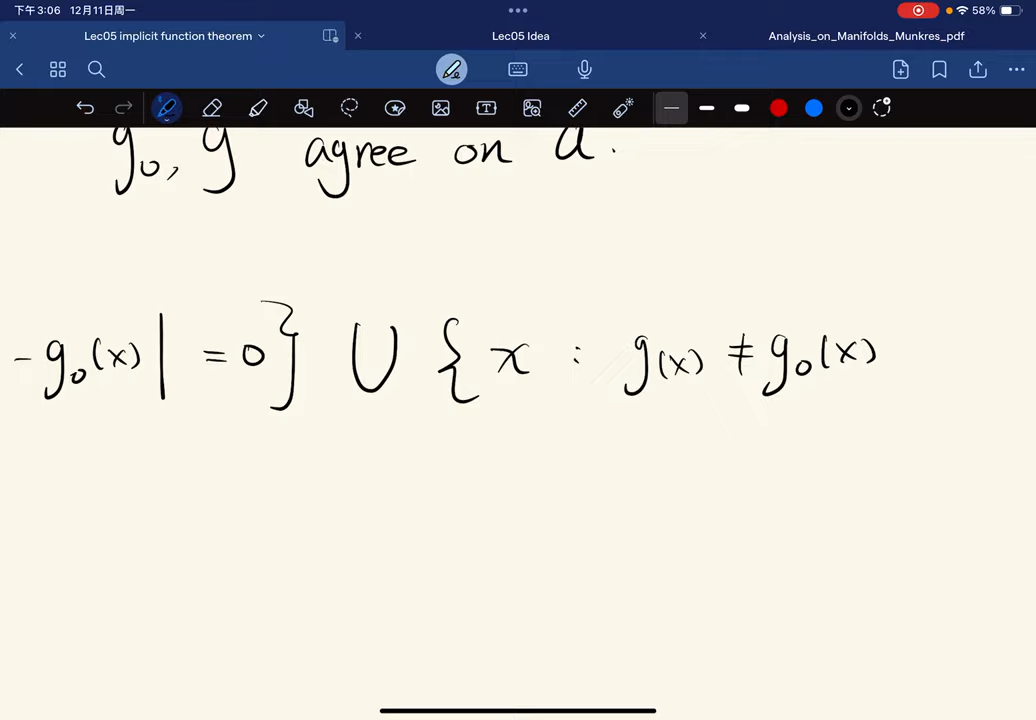 下午3:06 12月11日周一
58%
Lec05 implicit function theorem
Lec05 Idea
Analysis_on_Manifolds_Munkres_pdf
g₀, g agree on a.
- g₀(x)| = 0} ∪ {x : g(x) ≠ g₀(x)